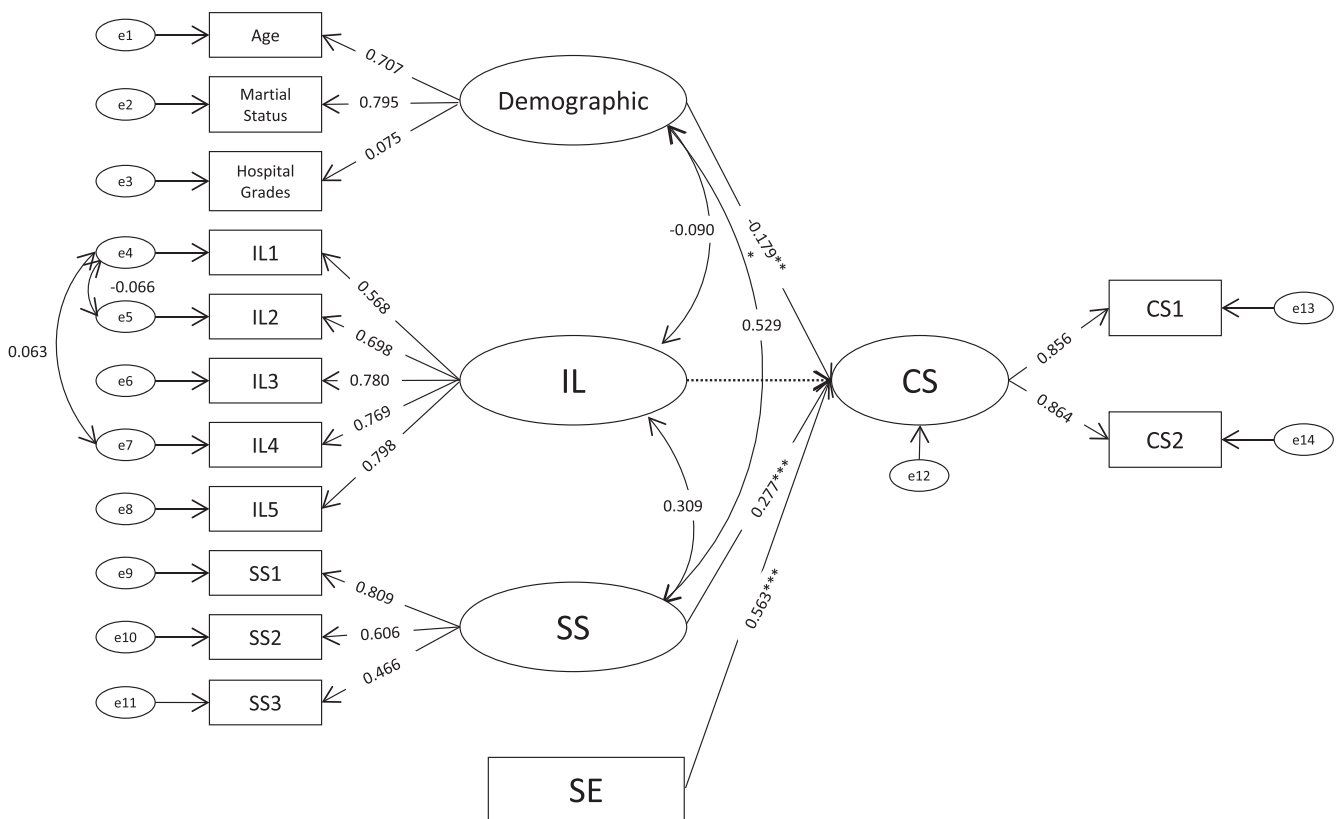 e1
Age
0.707
e2
Martial
Status
0.795
Demographic
e3
Hospital
Grades
0.075
e4
IL1
0.568
-0.066
e5
IL2
0.698
0.063
e6
IL3
0.780
e7
IL4
0.769
e8
IL5
0.798
IL
-0.090
-0.179**
*
0.529
0.309
CS
e12
0.856
CS1
e13
0.864
CS2
e14
e9
SS1
0.809
e10
SS2
0.606
e11
SS3
0.466
SS
0.277***
0.563***
SE